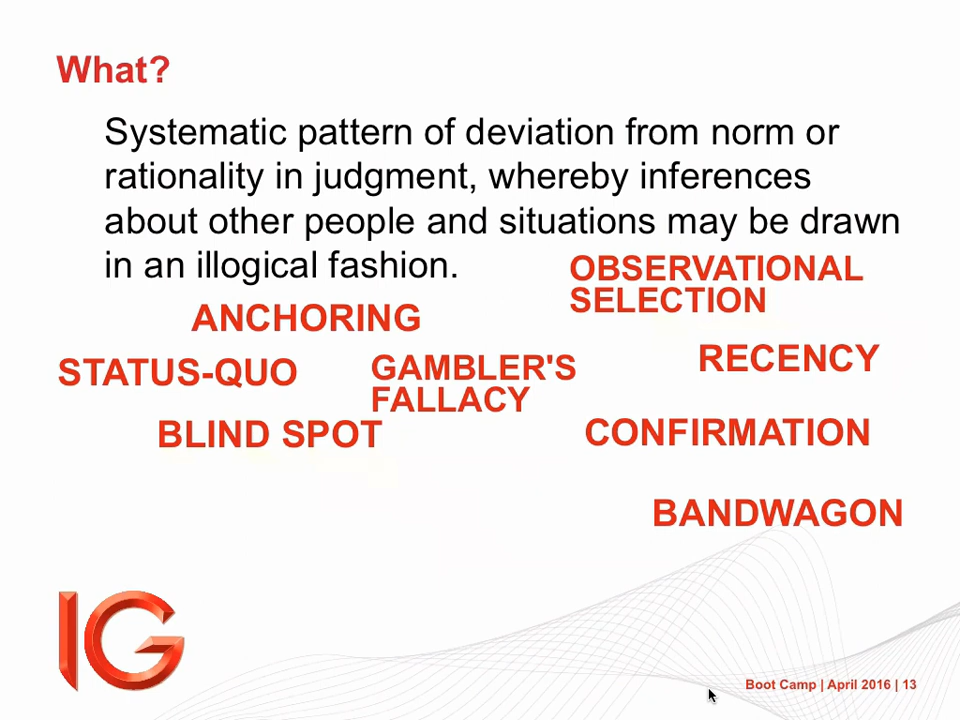 What?
Systematic pattern of deviation from norm or
rationality in judgment, whereby inferences
about other people and situations may be drawn
in an illogical fashion.
OBSERVATIONAL
SELECTION
ANCHORING
RECENCY
STATUS-QUO
GAMBLER'S
FALLACY
BLIND SPOT
CONFIRMATION
BANDWAGON
IG
Boot Camp | April 2016 | 13